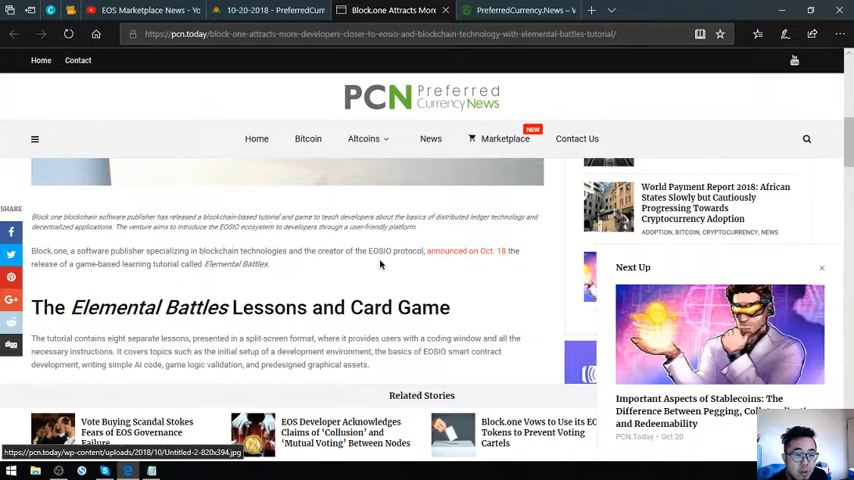 EOS Marketplace News - Yo
10-20-2018 - PreferredCurr
Block.one Attracts More
PreferredCurrency.News – V
https://pcn.today/block-one-attracts-more-developers-closer-to-eosio-and-blockchain-technology-with-elemental-battles-tutorial/
Home Contact
PCN Preferred
CurrencyNews
Home Bitcoin Altcoins News Marketplace NEW Contact Us
SHARE
World Payment Report 2018: African
States Slowly but Cautiously
Progressing Towards
Cryptocurrency Adoption
ADOPTION, BITCOIN, CRYPTOCURRENCY, NEWS
Block.one blockchain software publisher has released a blockchain-based tutorial and game to teach developers about the basics of distributed ledger technology and
decentralized applications. The venture aims to introduce the EOSIO ecosystem to developers through a user-friendly platform.
Block.one, a software publisher specializing in blockchain technologies and the creator of the EOSIO protocol, announced on Oct. 18 the
release of a game-based learning tutorial called Elemental Battles.
The Elemental Battles Lessons and Card Game
The tutorial contains eight separate lessons, presented in a split-screen format, where it provides users with a coding window and all the
necessary instructions. It covers topics such as the initial setup of a development environment, the basics of EOSIO smart contract
development, writing simple AI code, game logic validation, and predesigned graphical assets.
digg
Next Up
Important Aspects of Stablecoins: The
Difference Between Pegging,
and Redeemability
PCN.Today • Oct 20
Related Stories
Vote Buying Scandal Stokes
Fears of EOS Governance
Failure
EOS Developer Acknowledges
Claims of ‘Collusion’ and
‘Mutual Voting’ Between Nodes
Block.one Vows to Use its EO
Tokens to Prevent Voting
Cartels
https://pcn.today/wp-content/uploads/2018/10/Untitled-2-820x394.jpg